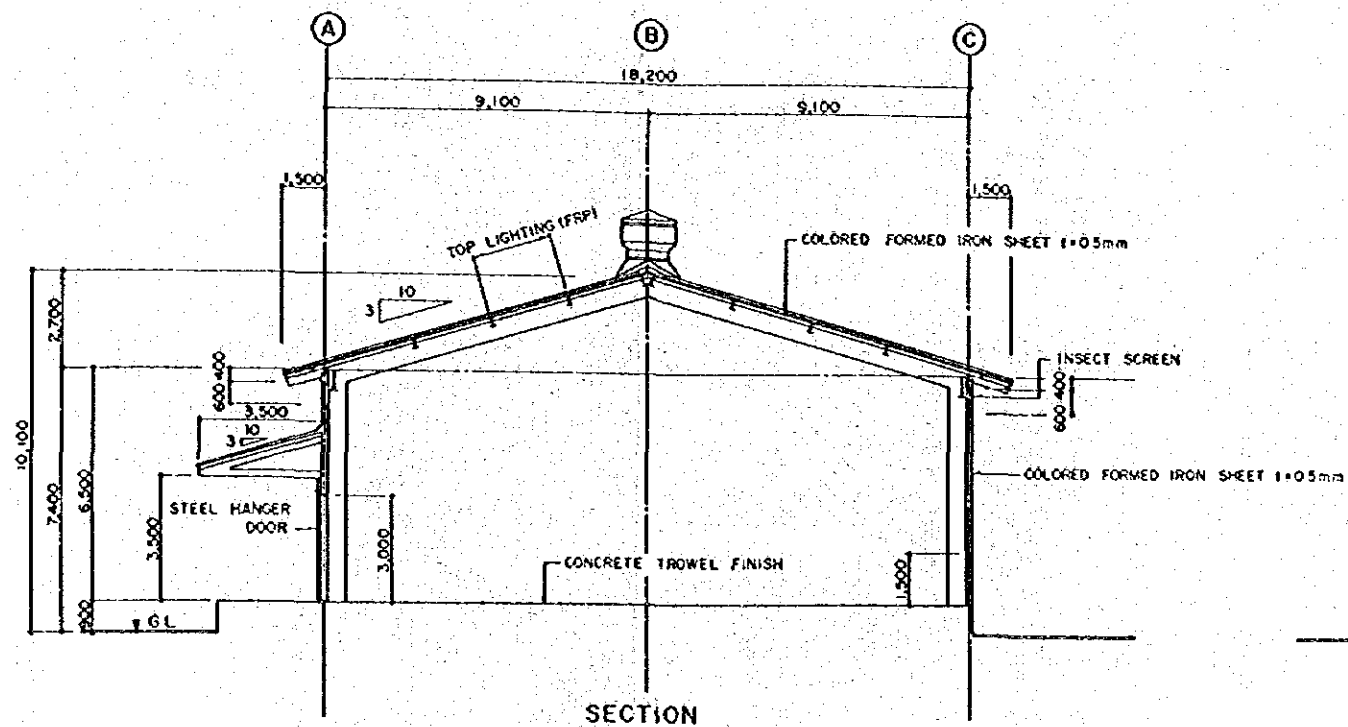 A
B
C
18,200
9,100
9,100
1,500
1,500
TOP LIGHTING (FRP)
COLORED FORMED IRON SHEET t=0.5mm
10
3
2,700
INSECT SCREEN
400
600
400
600
3,500
10
3
10,100
7,400
6,500
COLORED FORMED IRON SHEET t=0.5mm
STEEL HANGER
DOOR
3,500
3,000
CONCRETE TROWEL FINISH
1,500
900
G.L
SECTION